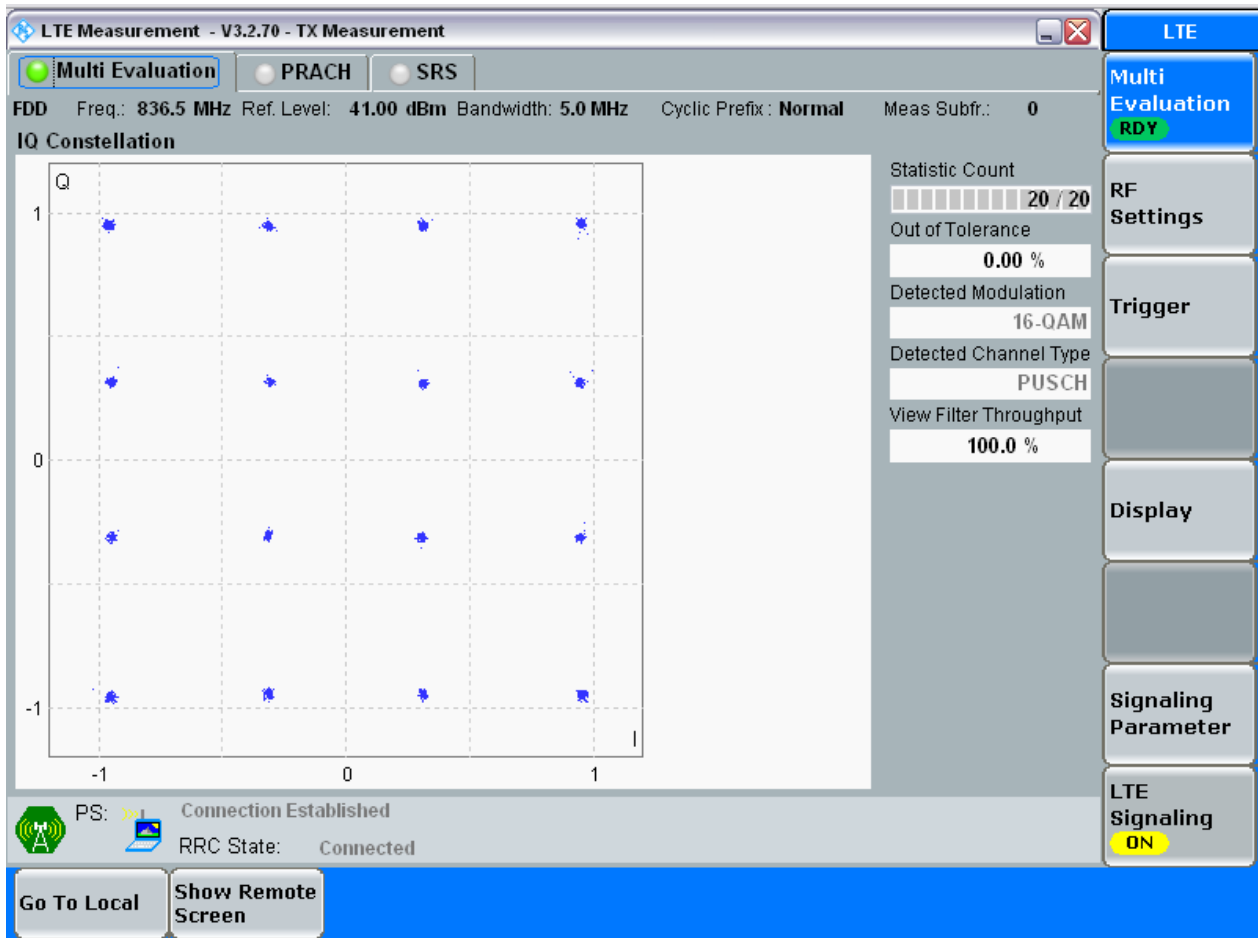 LTE Measurement - V3.2.70 - TX Measurement
LTE
Multi Evaluation PRACH SRS
FDD Freq.: 836.5 MHz Ref. Level: 41.00 dBm Bandwidth: 5.0 MHz Cyclic Prefix : Normal Meas Subfr.: 0
IQ Constellation
Q
1
0
-1
-1 0 1
I
Statistic Count
20 / 20
Out of Tolerance
0.00 %
Detected Modulation
16-QAM
Detected Channel Type
PUSCH
View Filter Throughput
100.0 %
Multi
Evaluation
RDY
RF
Settings
Trigger
Display
Signaling
Parameter
LTE
Signaling
ON
PS: Connection Established
RRC State: Connected
Go To Local
Show Remote
Screen